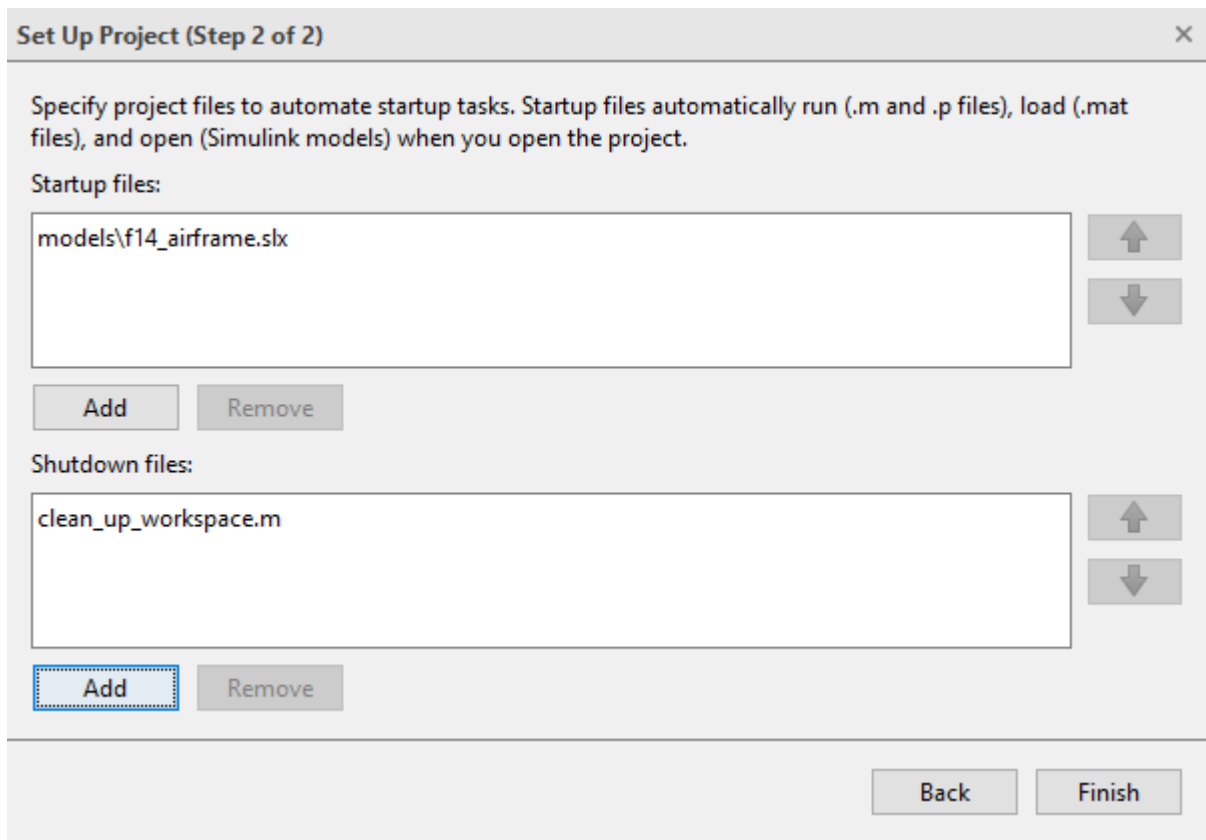 Set Up Project (Step 2 of 2)
Specify project files to automate startup tasks. Startup files automatically run (.m and .p files), load (.mat
files), and open (Simulink models) when you open the project.
Startup files:
models\f14_airframe.slx
Add Remove
Shutdown files:
clean_up_workspace.m
Add Remove
Back Finish